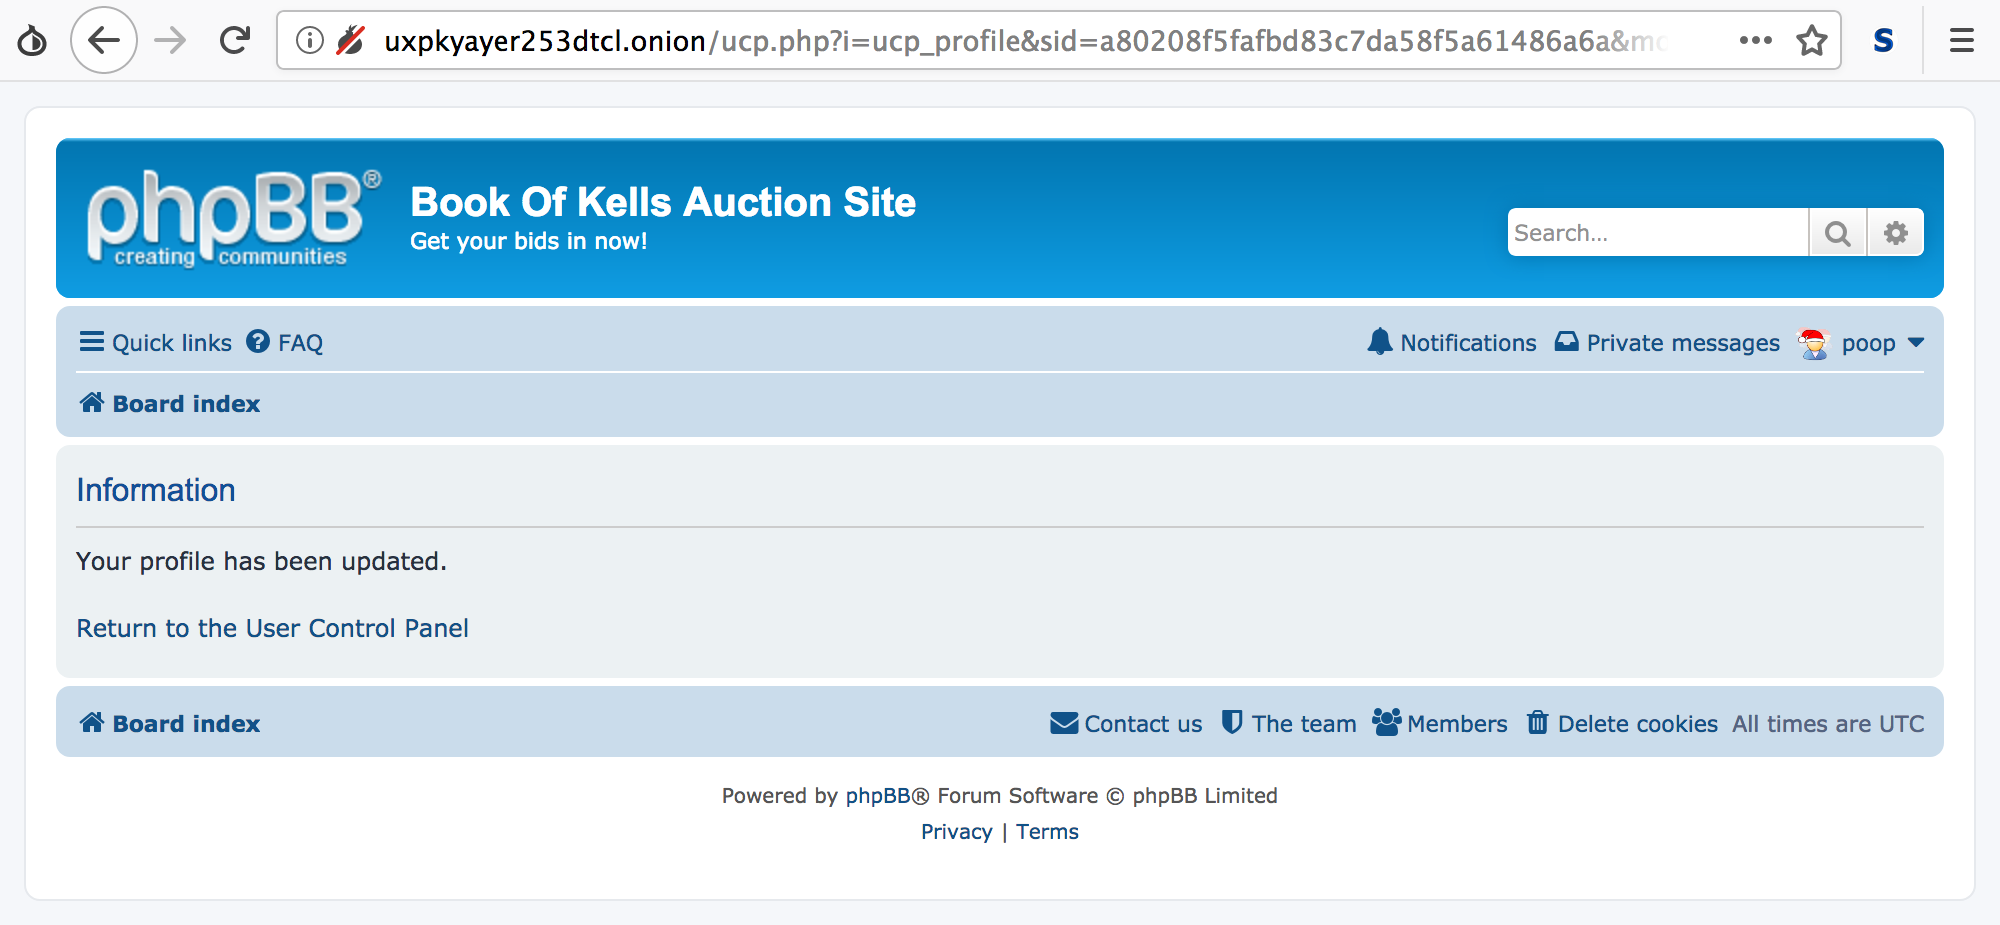 uxpkyayer253dtcl.onion/ucp.php?i=ucp_profile&sid=a80208f5fafbd83c7da58f5a61486a6a&mo
S
phpBB®
creating communities
Book Of Kells Auction Site
Get your bids in now!
Search...
Quick links FAQ
Notifications Private messages poop
Board index
Information
Your profile has been updated.
Return to the User Control Panel
Board index
Contact us The team Members Delete cookies All times are UTC
Powered by phpBB® Forum Software © phpBB Limited
Privacy | Terms